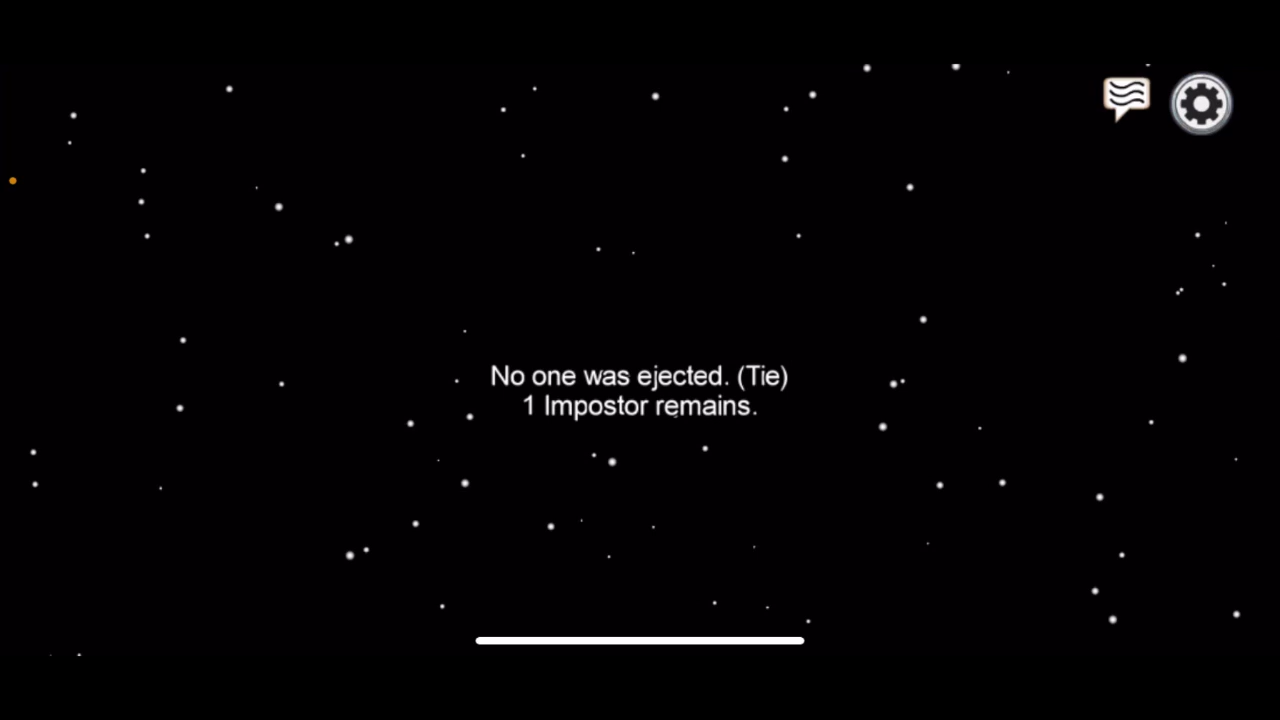 No one was ejected. (Tie)
1 Impostor remains.